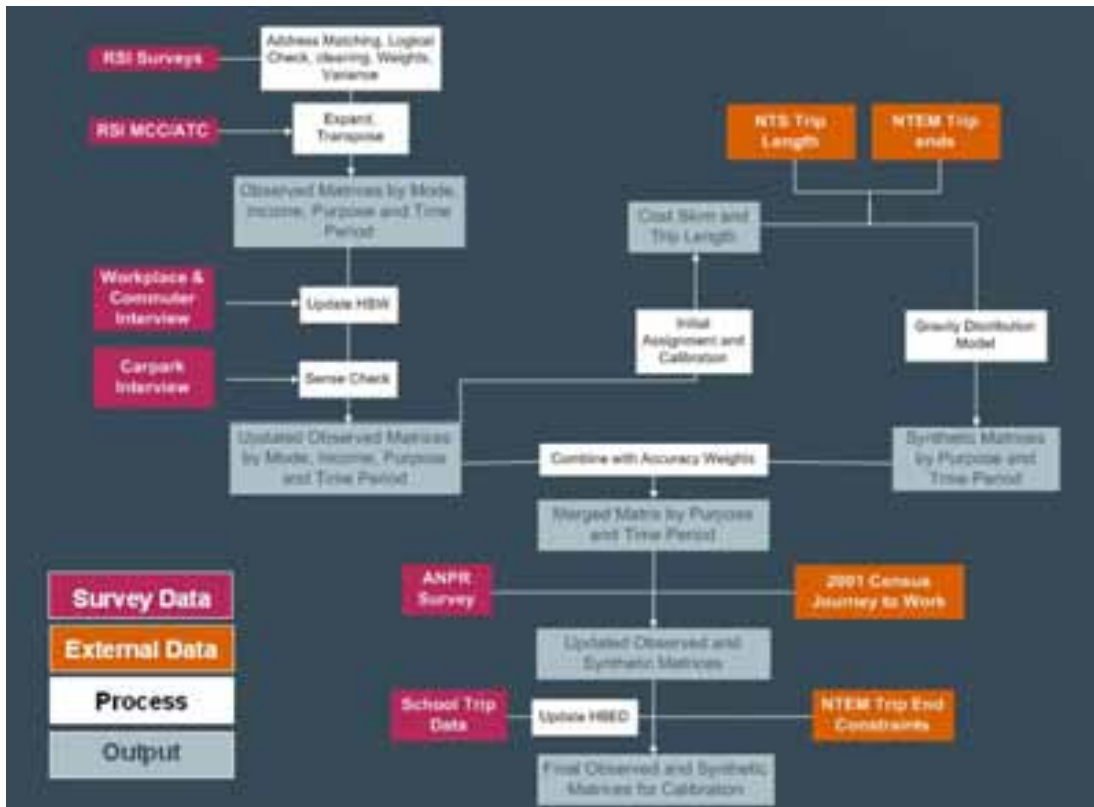 RSI Surveys
Address Matching, Logical
Check, cleaning, Weights,
Variance
RSI MCC/ATC
Expand,
Transpose
Observed Matrices by Mode,
Income, Purpose and Time
Period
NTS Trip
Length
NTEM Trip
ends
Cost Skim and
Trip Length
Workplace &
Commuter
Interview
Update HBW
Initial
Assignment and
Calibration
Gravity Distribution
Model
Carpark
Interview
Sense Check
Updated Observed Matrices
by Mode, Income, Purpose
and Time Period
Combine with Accuracy Weights
Synthetic Matrices
by Purpose and
Time Period
Merged Matrix by Purpose
and Time Period
ANPR
Survey
2001 Census
Journey to Work
Updated Observed and
Synthetic Matrices
School Trip
Data
Update HBED
NTEM Trip End
Constraints
Final Observed and Synthetic
Matrices for Calibration
Survey Data
External Data
Process
Output